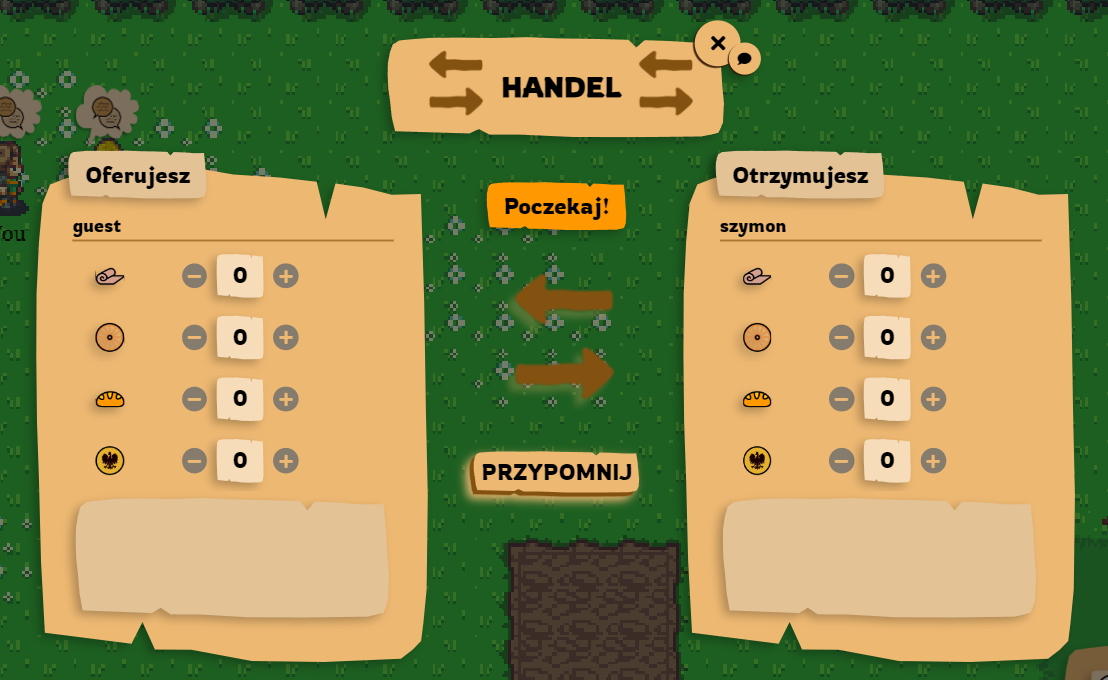 HANDEL
Oferujesz
guest
0
0
0
0
Poczekaj!
PRZYPOMNIJ
Otrzymujesz
szymon
0
0
0
0